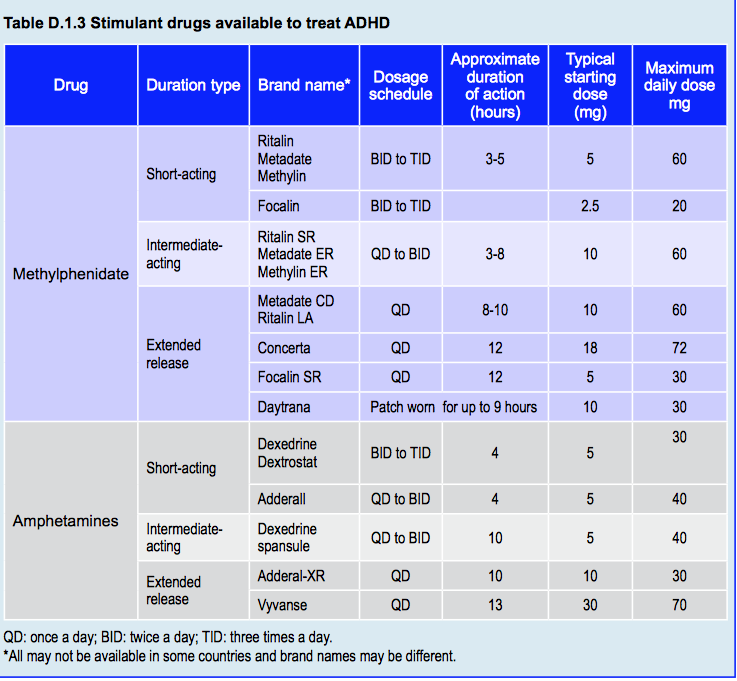 Table D.1.3 Stimulant drugs available to treat ADHD
Drug
Duration type
Brand name*
Dosage
schedule
Approximate
duration
of action
(hours)
Typical
starting
dose
(mg)
Maximum
daily dose
mg
Methylphenidate
Short-acting
Ritalin
Metadate
Methylin
BID to TID
3-5
5
60
Focalin
BID to TID
2.5
20
Intermediate-
acting
Ritalin SR
Metadate ER
Methylin ER
QD to BID
3-8
10
60
Extended
release
Metadate CD
Ritalin LA
QD
8-10
10
60
Concerta
QD
12
18
72
Focalin SR
QD
12
5
30
Daytrana
Patch worn for up to 9 hours
10
30
Amphetamines
Short-acting
Dexedrine
Dextrostat
BID to TID
4
5
30
Adderall
QD to BID
4
5
40
Intermediate-
acting
Dexedrine
spansule
QD to BID
10
5
40
Extended
release
Adderal-XR
QD
10
10
30
Vyvanse
QD
13
30
70
QD: once a day; BID: twice a day; TID: three times a day.
*All may not be available in some countries and brand names may be different.